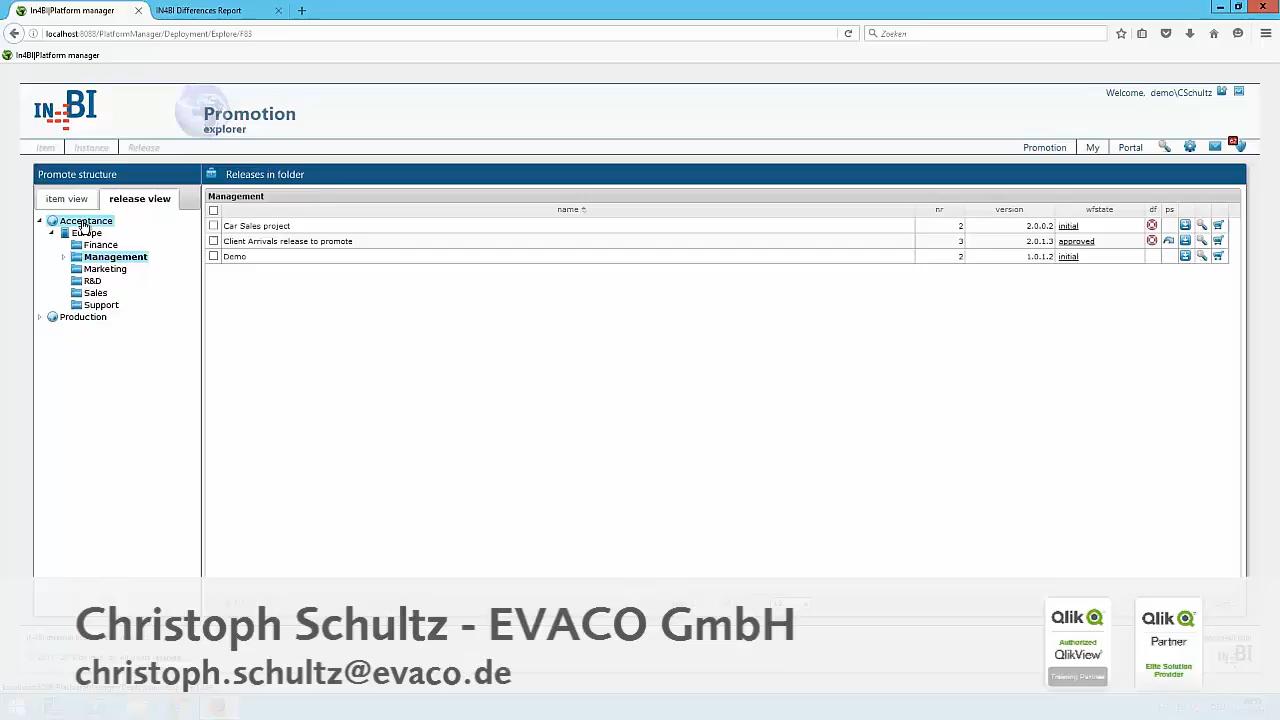 In4BI|Platform manager
IN4BI Differences Report
localhost:8088/PlatformManager/Deployment/Explore/F83
Zoeken
In4BI|Platform manager
IN BI
Promotion
explorer
Welcome, demo\CSchultz
Item Instance Release
Promotion My Portal
Promote structure
Releases in folder
item view release view
Management
name nr version wfstate df ps
Acceptance
Europe
Finance
Management
Marketing
R&D
Sales
Support
Production
Car Sales project 2 2.0.0.2 initial
Client Arrivals release to promote 3 2.0.1.3 approved
Demo 2 1.0.1.2 initial
Christoph Schultz - EVACO GmbH
christoph.schultz@evaco.de
Qlik
Authorized
QlikView
Training Partner
Qlik
Partner
Elite Solution
Provider